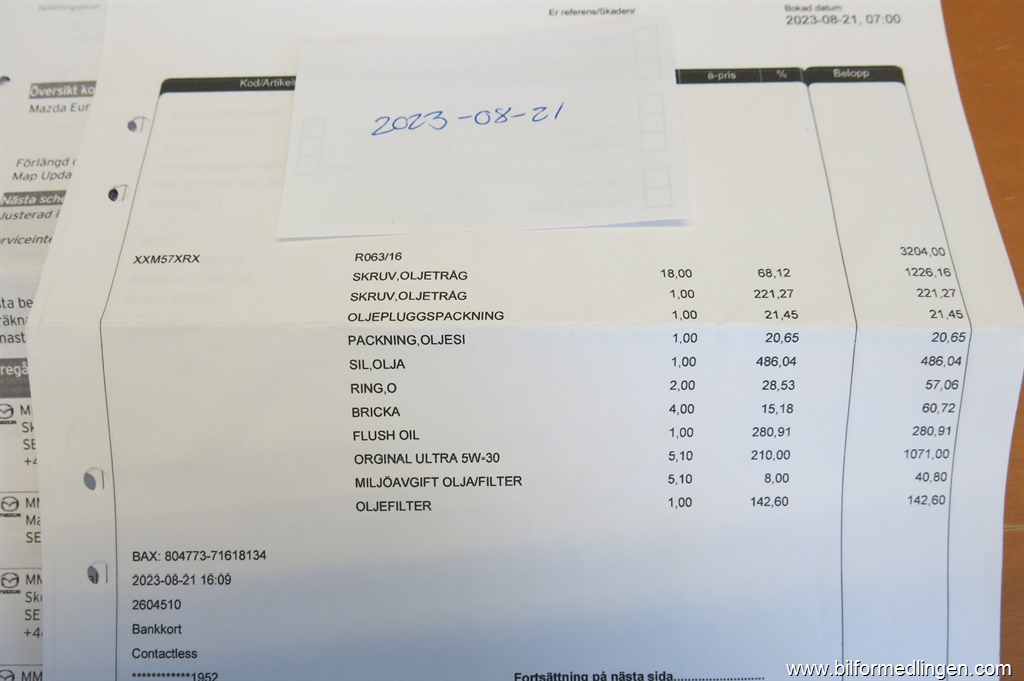 Er referens/Skadenr
Bokad datum
2023-08-21, 07:00
Översikt ko
Mazda Eur
Kod/Artikel
à-pris % Belopp
2023-08-21
Förlängd
Map Upda
Nästa sche
Justerad i
rviceinte
XXM57XRX R063/16 3204,00
SKRUV,OLJETRÅG 18,00 68,12 1226,16
SKRUV,OLJETRÅG 1,00 221,27 221,27
OLJEPLUGGSPACKNING 1,00 21,45 21,45
PACKNING,OLJESI 1,00 20,65 20,65
SIL,OLJA 1,00 486,04 486,04
RING,O 2,00 28,53 57,06
BRICKA 4,00 15,18 60,72
FLUSH OIL 1,00 280,91 280,91
ORGINAL ULTRA 5W-30 5,10 210,00 1071,00
MILJÖAVGIFT OLJA/FILTER 5,10 8,00 40,80
OLJEFILTER 1,00 142,60 142,60
BAX: 804773-71618134
2023-08-21 16:09
2604510
Bankkort
Contactless
************1952
Fortsättning på nästa sida........................
www.bilformedlingen.com